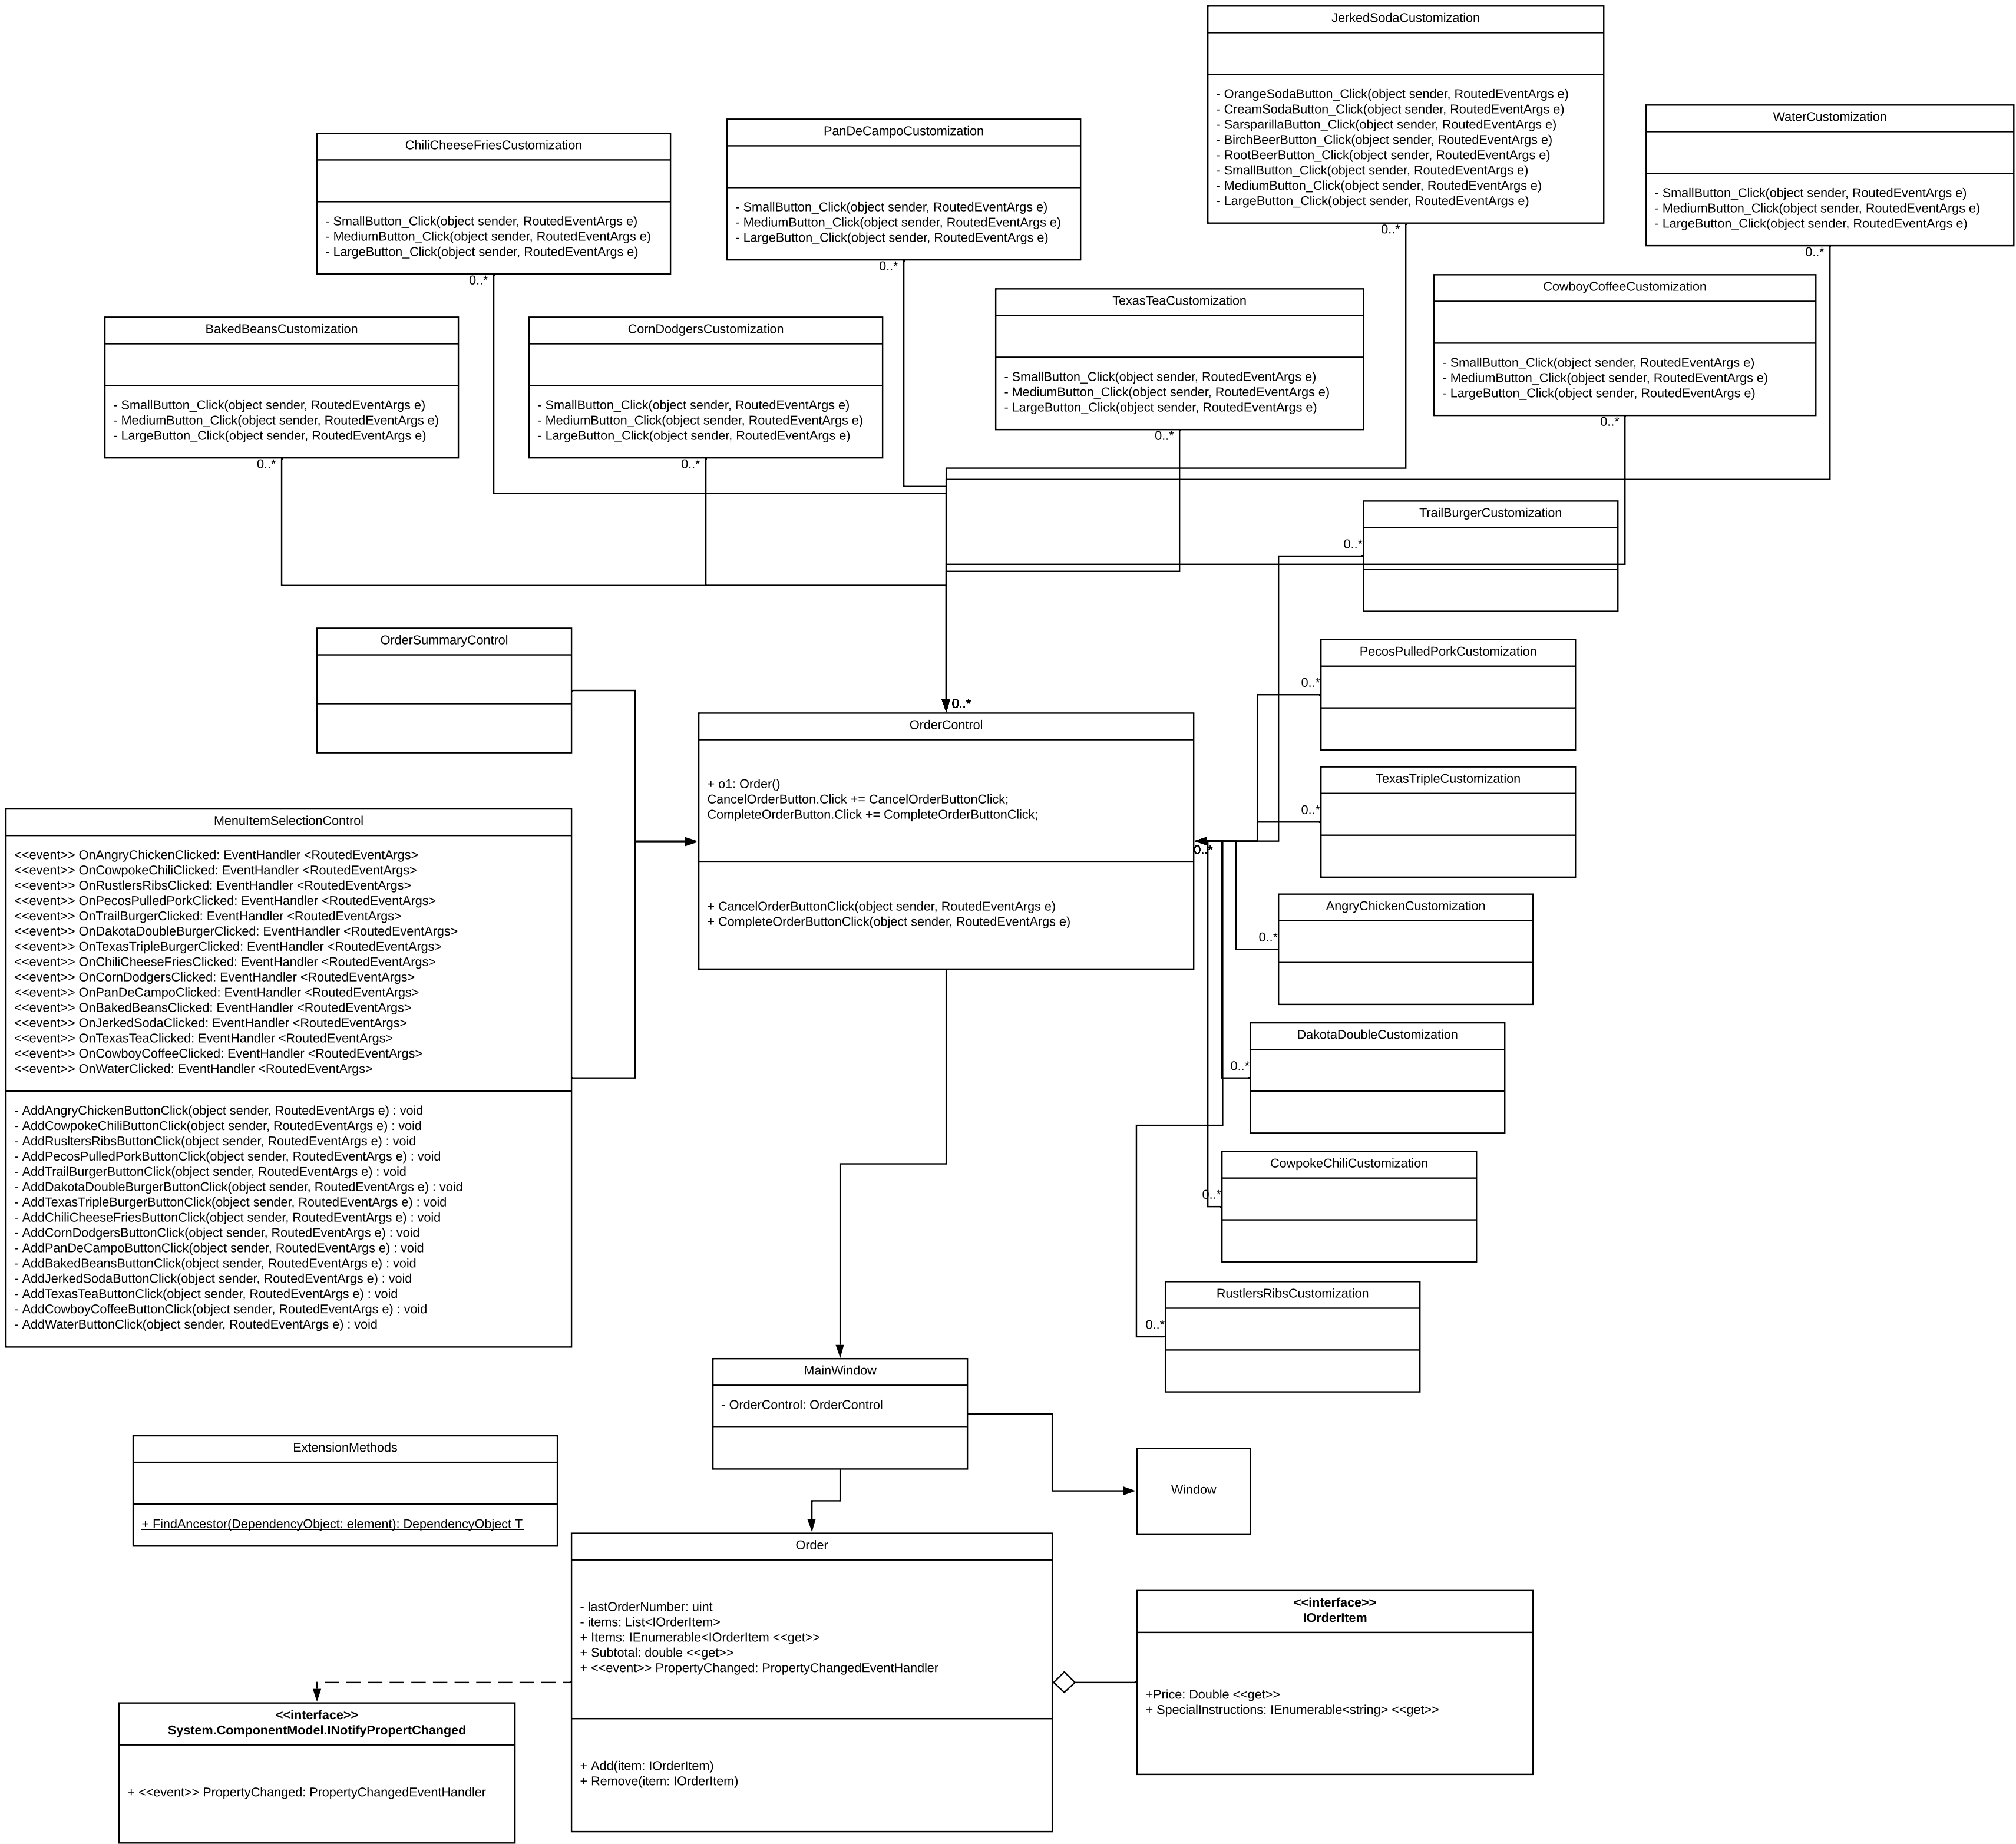 JerkedSodaCustomization
- OrangeSodaButton_Click(object sender, RoutedEventArgs e)
- CreamSodaButton_Click(object sender, RoutedEventArgs e)
- SarsparillaButton_Click(object sender, RoutedEventArgs e)
- BirchBeerButton_Click(object sender, RoutedEventArgs e)
- RootBeerButton_Click(object sender, RoutedEventArgs e)
- SmallButton_Click(object sender, RoutedEventArgs e)
- MediumButton_Click(object sender, RoutedEventArgs e)
- LargeButton_Click(object sender, RoutedEventArgs e)
0..*
WaterCustomization
- SmallButton_Click(object sender, RoutedEventArgs e)
- MediumButton_Click(object sender, RoutedEventArgs e)
- LargeButton_Click(object sender, RoutedEventArgs e)
0..*
PanDeCampoCustomization
- SmallButton_Click(object sender, RoutedEventArgs e)
- MediumButton_Click(object sender, RoutedEventArgs e)
- LargeButton_Click(object sender, RoutedEventArgs e)
0..*
ChiliCheeseFriesCustomization
- SmallButton_Click(object sender, RoutedEventArgs e)
- MediumButton_Click(object sender, RoutedEventArgs e)
- LargeButton_Click(object sender, RoutedEventArgs e)
0..*
CowboyCoffeeCustomization
- SmallButton_Click(object sender, RoutedEventArgs e)
- MediumButton_Click(object sender, RoutedEventArgs e)
- LargeButton_Click(object sender, RoutedEventArgs e)
0..*
TexasTeaCustomization
- SmallButton_Click(object sender, RoutedEventArgs e)
- MediumButton_Click(object sender, RoutedEventArgs e)
- LargeButton_Click(object sender, RoutedEventArgs e)
0..*
BakedBeansCustomization
- SmallButton_Click(object sender, RoutedEventArgs e)
- MediumButton_Click(object sender, RoutedEventArgs e)
- LargeButton_Click(object sender, RoutedEventArgs e)
0..*
CornDodgersCustomization
- SmallButton_Click(object sender, RoutedEventArgs e)
- MediumButton_Click(object sender, RoutedEventArgs e)
- LargeButton_Click(object sender, RoutedEventArgs e)
0..*
TrailBurgerCustomization
0..*
OrderSummaryControl
PecosPulledPorkCustomization
0..*
0..*
OrderControl
+ o1: Order()
CancelOrderButton.Click += CancelOrderButtonClick;
CompleteOrderButton.Click += CompleteOrderButtonClick;
+ CancelOrderButtonClick(object sender, RoutedEventArgs e)
+ CompleteOrderButtonClick(object sender, RoutedEventArgs e)
0..*
TexasTripleCustomization
0..*
MenuItemSelectionControl
<<event>> OnAngryChickenClicked: EventHandler <RoutedEventArgs>
<<event>> OnCowpokeChiliClicked: EventHandler <RoutedEventArgs>
<<event>> OnRustlersRibsClicked: EventHandler <RoutedEventArgs>
<<event>> OnPecosPulledPorkClicked: EventHandler <RoutedEventArgs>
<<event>> OnTrailBurgerClicked: EventHandler <RoutedEventArgs>
<<event>> OnDakotaDoubleBurgerClicked: EventHandler <RoutedEventArgs>
<<event>> OnTexasTripleBurgerClicked: EventHandler <RoutedEventArgs>
<<event>> OnChiliCheeseFriesClicked: EventHandler <RoutedEventArgs>
<<event>> OnCornDodgersClicked: EventHandler <RoutedEventArgs>
<<event>> OnPanDeCampoClicked: EventHandler <RoutedEventArgs>
<<event>> OnBakedBeansClicked: EventHandler <RoutedEventArgs>
<<event>> OnJerkedSodaClicked: EventHandler <RoutedEventArgs>
<<event>> OnTexasTeaClicked: EventHandler <RoutedEventArgs>
<<event>> OnCowboyCoffeeClicked: EventHandler <RoutedEventArgs>
<<event>> OnWaterClicked: EventHandler <RoutedEventArgs>
- AddAngryChickenButtonClick(object sender, RoutedEventArgs e) : void
- AddCowpokeChiliButtonClick(object sender, RoutedEventArgs e) : void
- AddRusltersRibsButtonClick(object sender, RoutedEventArgs e) : void
- AddPecosPulledPorkButtonClick(object sender, RoutedEventArgs e) : void
- AddTrailBurgerButtonClick(object sender, RoutedEventArgs e) : void
- AddDakotaDoubleBurgerButtonClick(object sender, RoutedEventArgs e) : void
- AddTexasTripleBurgerButtonClick(object sender, RoutedEventArgs e) : void
- AddChiliCheeseFriesButtonClick(object sender, RoutedEventArgs e) : void
- AddCornDodgersButtonClick(object sender, RoutedEventArgs e) : void
- AddPanDeCampoButtonClick(object sender, RoutedEventArgs e) : void
- AddBakedBeansButtonClick(object sender, RoutedEventArgs e) : void
- AddJerkedSodaButtonClick(object sender, RoutedEventArgs e) : void
- AddTexasTeaButtonClick(object sender, RoutedEventArgs e) : void
- AddCowboyCoffeeButtonClick(object sender, RoutedEventArgs e) : void
- AddWaterButtonClick(object sender, RoutedEventArgs e) : void
AngryChickenCustomization
0..*
DakotaDoubleCustomization
0..*
CowpokeChiliCustomization
0..*
RustlersRibsCustomization
0..*
MainWindow
- OrderControl: OrderControl
ExtensionMethods
+ FindAncestor(DependencyObject: element): DependencyObject T
Window
Order
- lastOrderNumber: uint
- items: List<IOrderItem>
+ Items: IEnumerable<IOrderItem <<get>>
+ Subtotal: double <<get>>
+ <<event>> PropertyChanged: PropertyChangedEventHandler
+ Add(item: IOrderItem)
+ Remove(item: IOrderItem)
<<interface>>
IOrderItem
+Price: Double <<get>>
+ SpecialInstructions: IEnumerable<string> <<get>>
<<interface>>
System.ComponentModel.INotifyPropertChanged
+ <<event>> PropertyChanged: PropertyChangedEventHandler